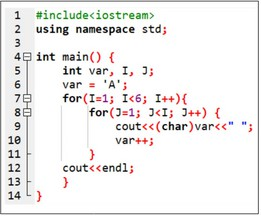 1 #include<iostream>
2 using namespace std;
3
4 int main() {
5 int var, I, J;
6 var = 'A';
7 for(I=1; I<6; I++){
8 for(J=1; J<I; J++) {
9 cout<<(char)var<<" ";
10 var++;
11 }
12 cout<<endl;
13 }
14 }